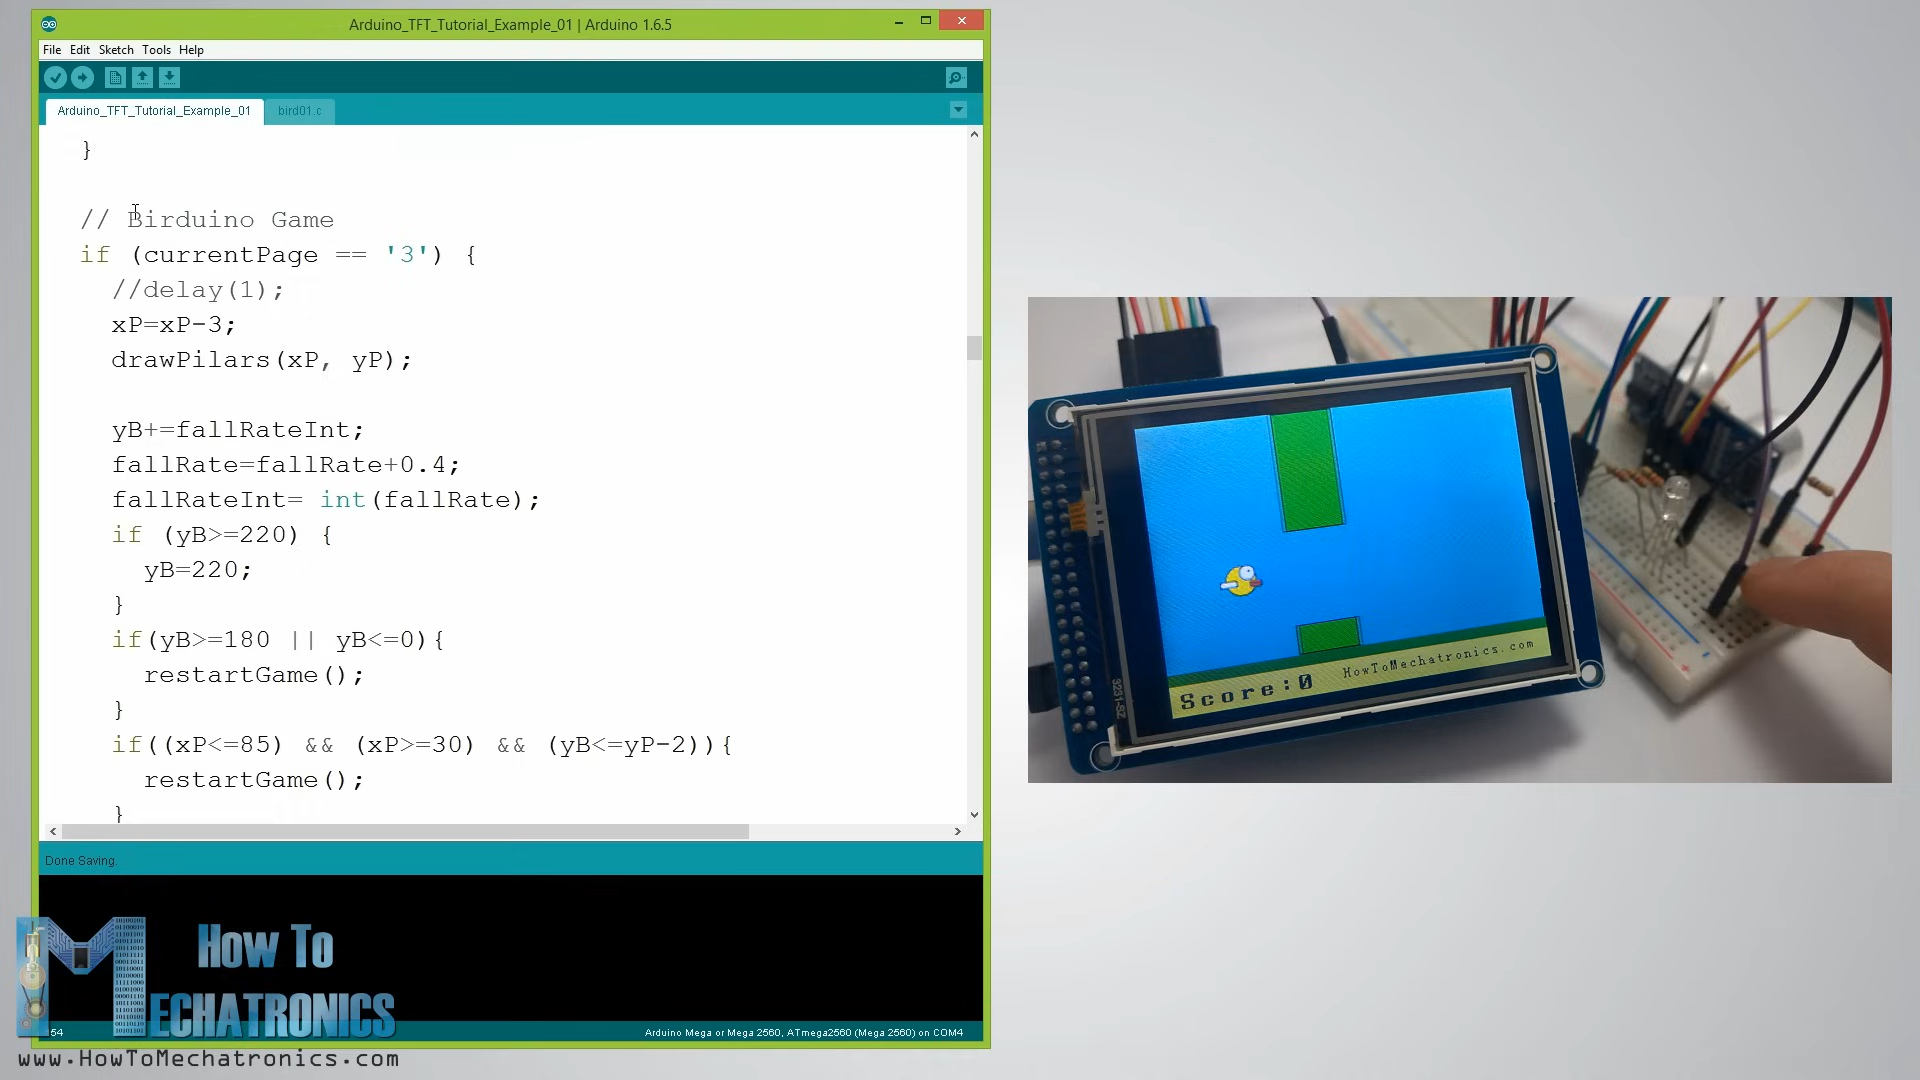 Arduino_TFT_Tutorial_Example_01 | Arduino 1.6.5
File Edit Sketch Tools Help
Arduino_TFT_Tutorial_Example_01 bird01.c
}
// Birduino Game
if (currentPage == '3') {
//delay(1);
xP=xP-3;
drawPilars(xP, yP);
yB+=fallRateInt;
fallRate=fallRate+0.4;
fallRateInt= int(fallRate);
if (yB>=220) {
yB=220;
}
if(yB>=180 || yB<=0){
restartGame();
}
if((xP<=85) && (xP>=30) && (yB<=yP-2)){
restartGame();
}
Done Saving.
54 Arduino Mega or Mega 2560, ATmega2560 (Mega 2560) on COM4
How To
Mechatronics
www.HowToMechatronics.com
HowToMechatronics.com
Score:0